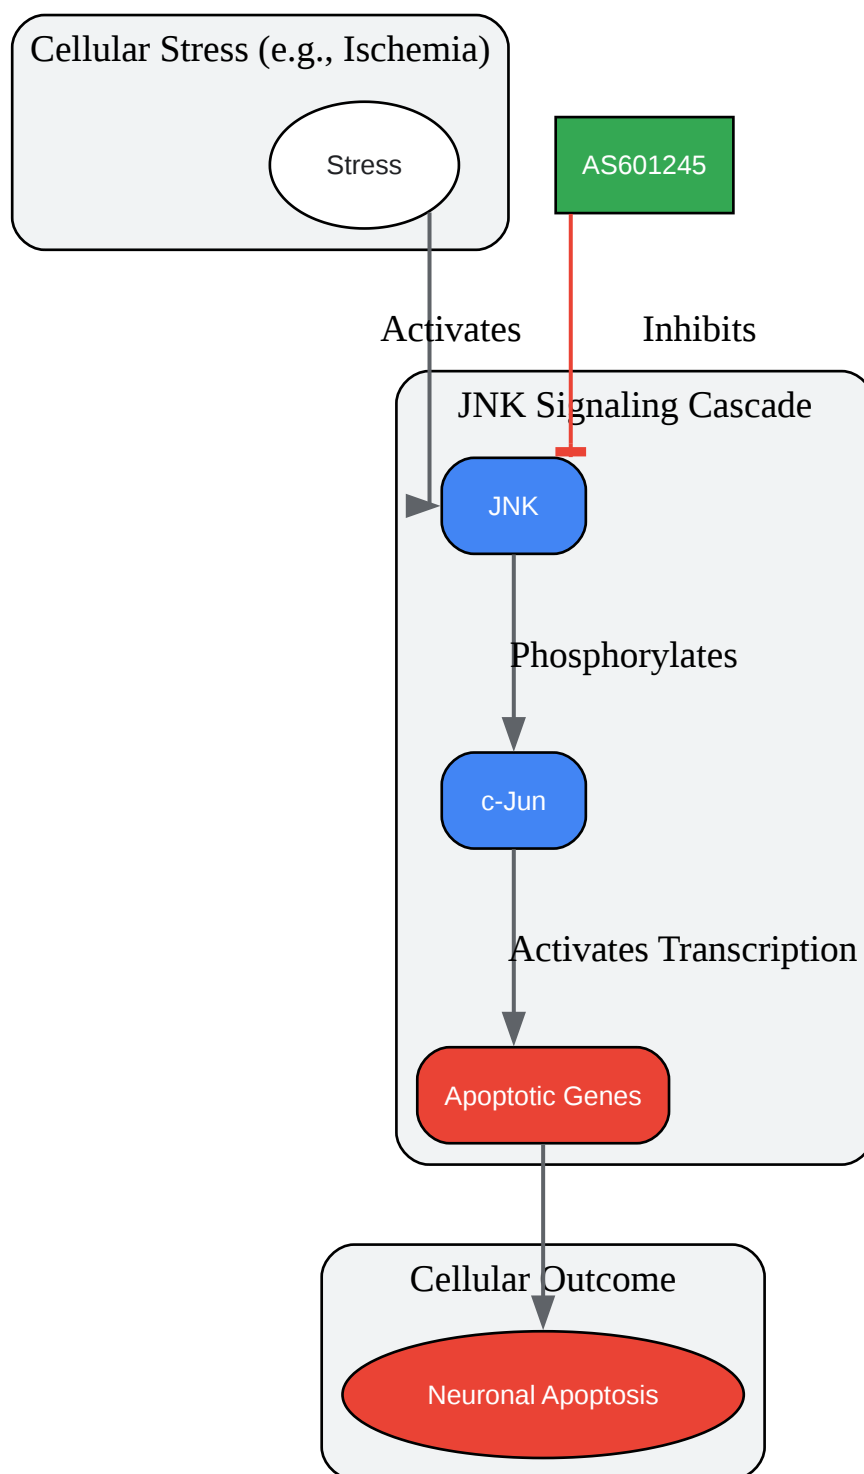 Cellular Stress (e.g., Ischemia)
Stress
AS601245
Activates
Inhibits
JNK Signaling Cascade
JNK
Phosphorylates
c-Jun
Activates Transcription
Apoptotic Genes
Cellular Outcome
Neuronal Apoptosis